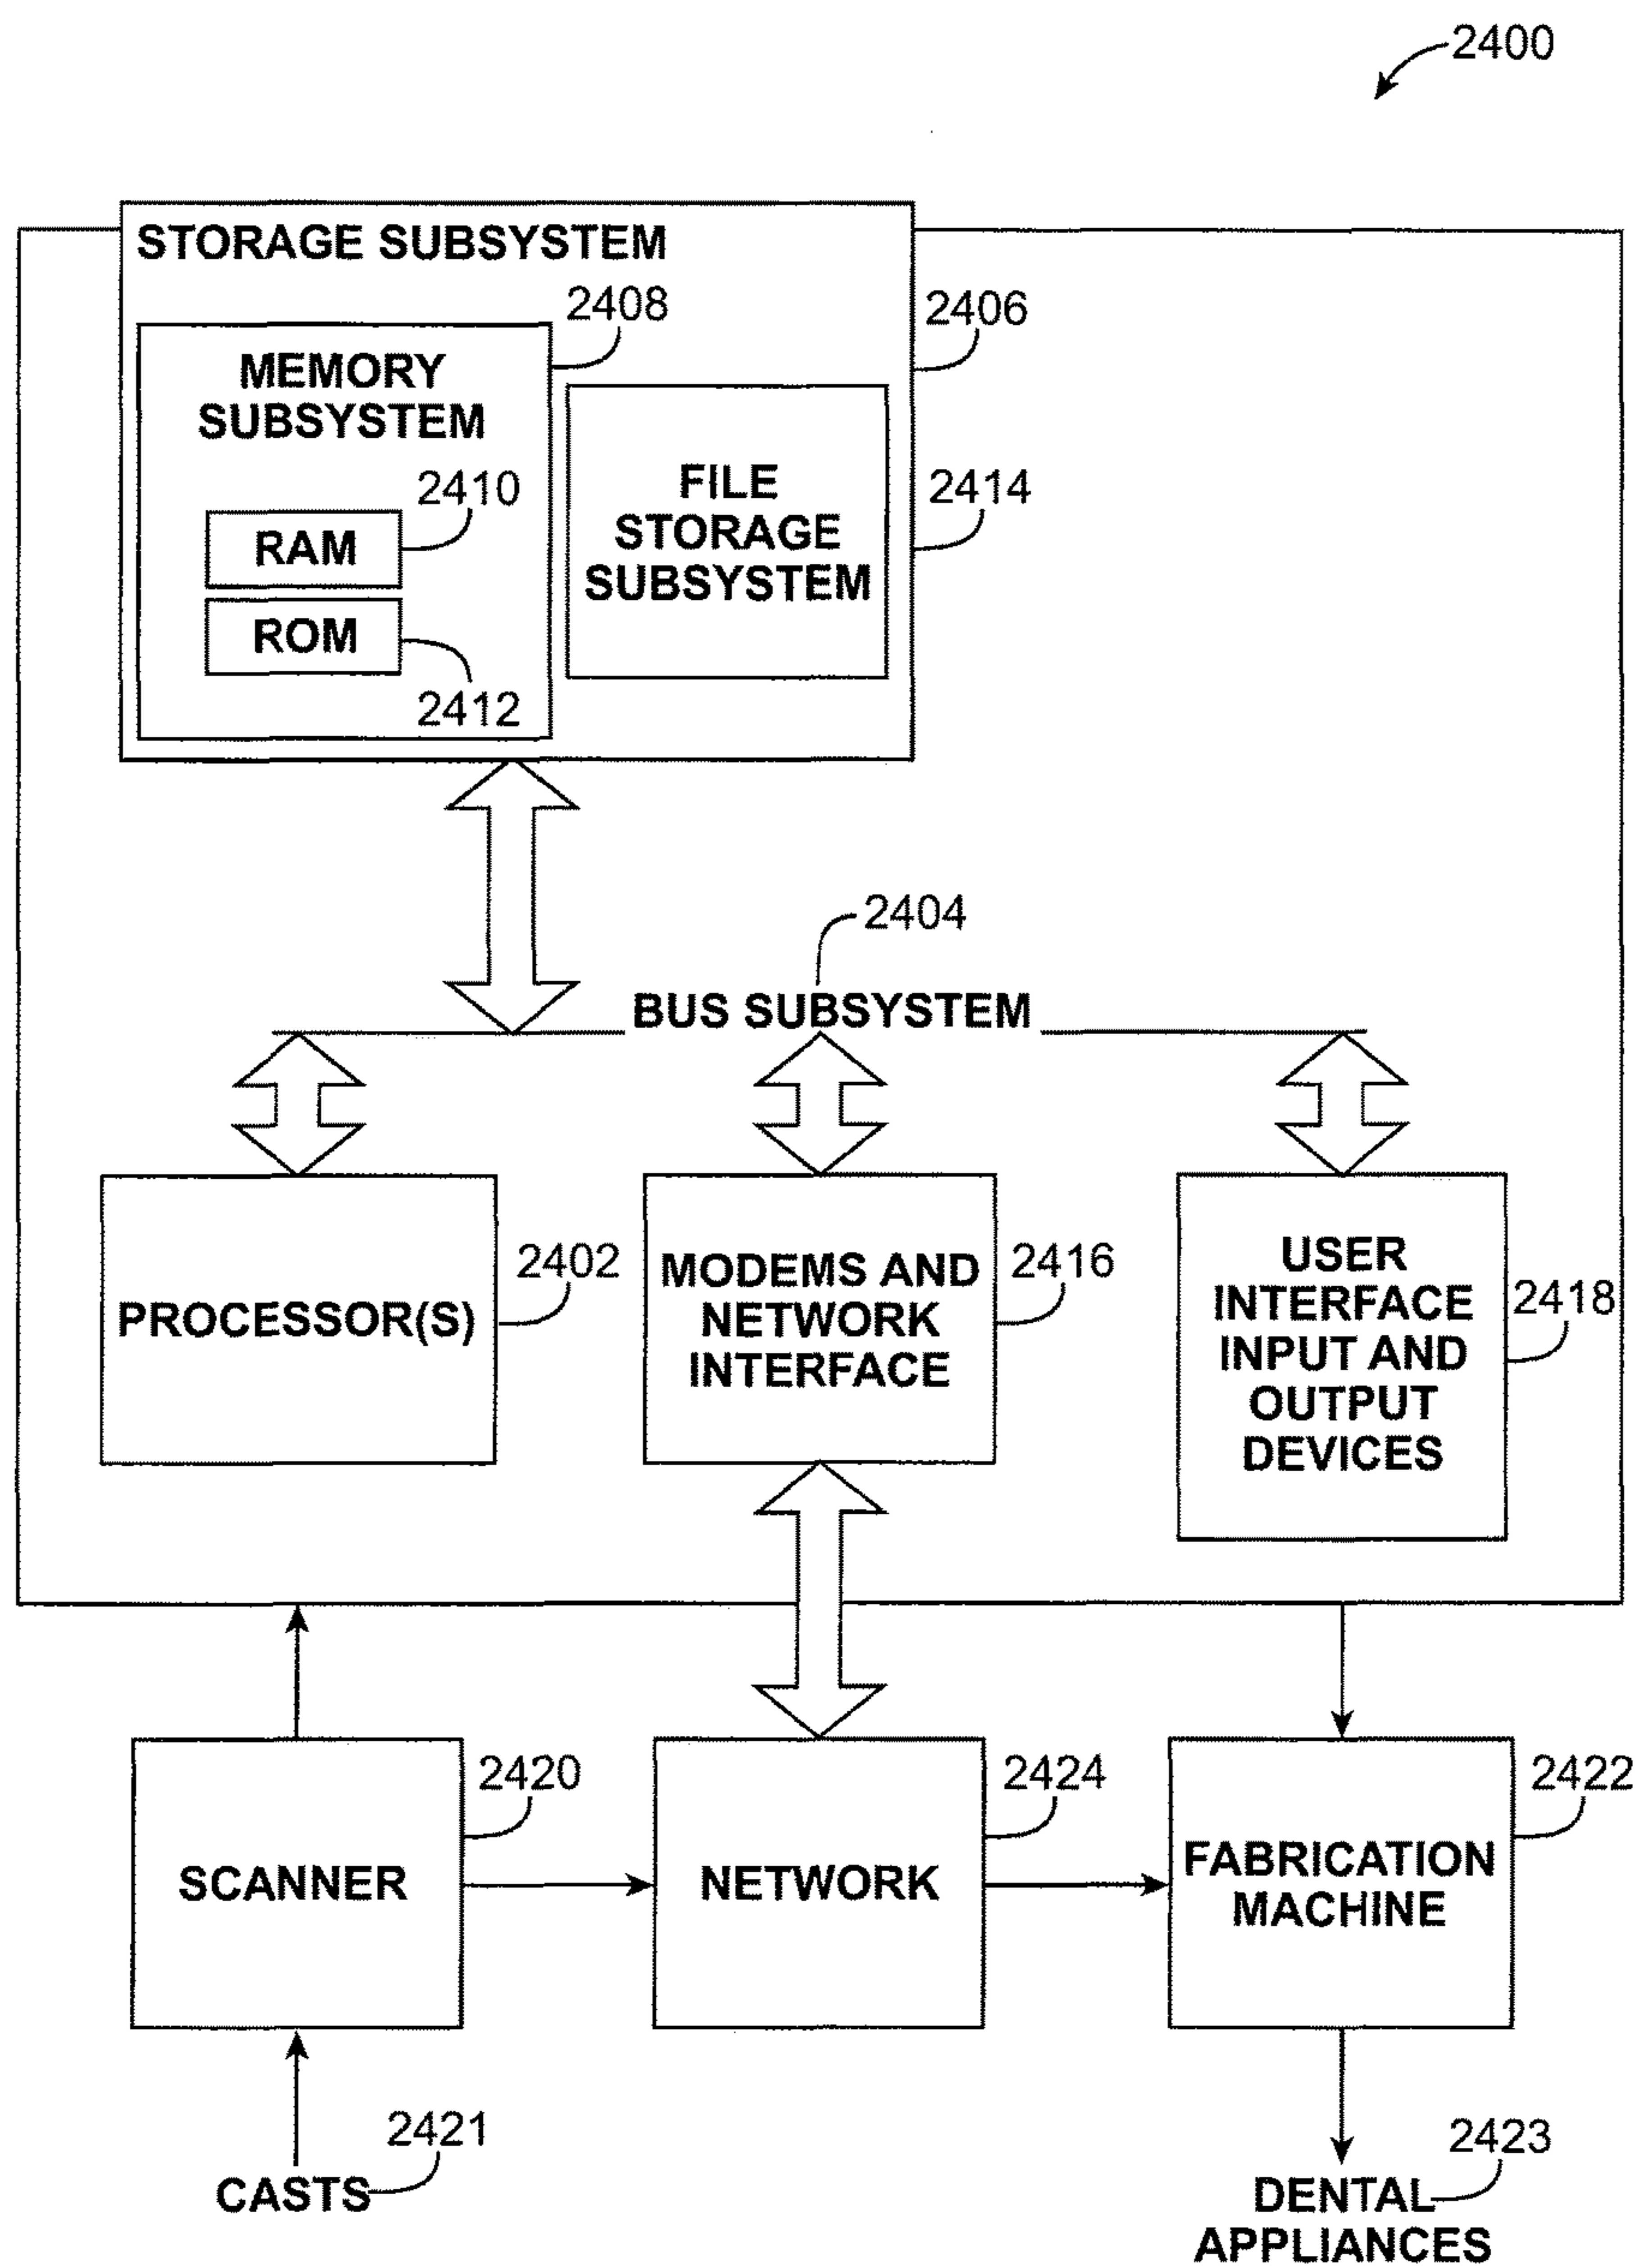 2400
STORAGE SUBSYSTEM
2408
2406
MEMORY
SUBSYSTEM
2410
RAM
ROM
2412
FILE
STORAGE
SUBSYSTEM
2414
2404
BUS SUBSYSTEM
PROCESSOR(S)
2402
MODEMS AND
NETWORK
INTERFACE
2416
USER
INTERFACE
INPUT AND
OUTPUT
DEVICES
2418
SCANNER
2420
NETWORK
2424
FABRICATION
MACHINE
2422
CASTS
2421
DENTAL
APPLIANCES
2423